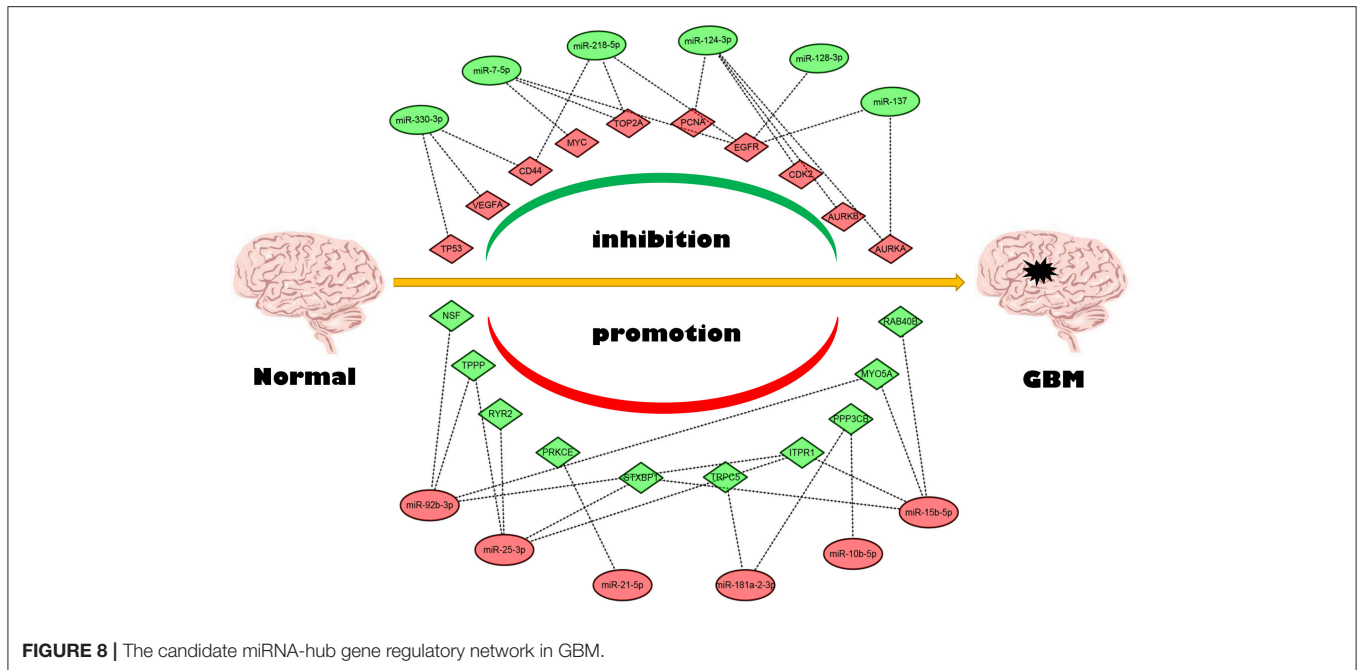 miR-218-5p
miR-124-3p
miR-128-3p
miR-7-5p
miR-137
miR-330-3p
TOP2A
PCNA
MYC
EGFR
CD44
CDK2
VEGFA
AURKB
TP53
AURKA
inhibition
NSF
RAB40B
promotion
Normal
GBM
TPPP
MYO5A
RYR2
PPP3CB
PRKCE
ITPR1
STXBP1
TRPC5
miR-92b-3p
miR-15b-5p
miR-25-3p
miR-10b-5p
miR-21-5p
miR-181a-2-3p
FIGURE 8 | The candidate miRNA-hub gene regulatory network in GBM.